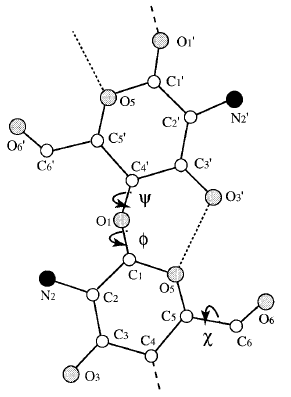 O1'
C1'
O5
N2'
C2'
O6'
C5'
C6'
C4'
C3'
O3'
ψ
O1
ϕ
C1
O5
N2
C2
O6
C5
C3
C4
χ
C6
O3